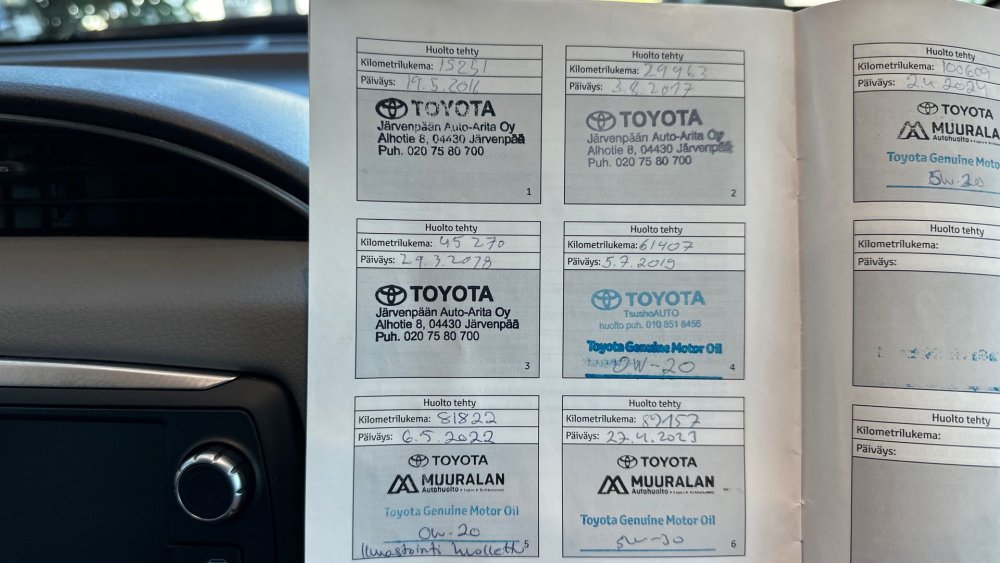 Huolto tehty
Kilometrilukema: 15251
Päiväys: 19.5.2016
TOYOTA
Järvenpään Auto-Arita Oy
Alhotie 8, 04430 Järvenpää
Puh. 020 75 80 700
1
Huolto tehty
Kilometrilukema: 29963
Päiväys: 3.8.2017
TOYOTA
Järvenpään Auto-Arita Oy
Alhotie 8, 04430 Järvenpää
Puh. 020 75 80 700
2
Huolto tehty
Kilometrilukema: 45 270
Päiväys: 29.3.2018
TOYOTA
Järvenpään Auto-Arita Oy
Alhotie 8, 04430 Järvenpää
Puh. 020 75 80 700
3
Huolto tehty
Kilometrilukema: 61407
Päiväys: 5.7.2019
TOYOTA
TsushoAUTO
huolto puh. 010 851 8455
Toyota Genuine Motor Oil
0W-20
4
Huolto tehty
Kilometrilukema: 81822
Päiväys: 6.5.2022
TOYOTA
MUURALAN
Autohuolto
Toyota Genuine Motor Oil
0W-20
Ilmastointi huollettu
5
Huolto tehty
Kilometrilukema: 89157
Päiväys: 27.4.2023
TOYOTA
MUURALAN
Autohuolto
Toyota Genuine Motor Oil
5W-30
6
Huolto tehty
Kilometrilukema: 100609
Päiväys: 2.4.2024
TOYOTA
MUURALAN
Autohuolto
Toyota Genuine Moto
5W-20
Huolto tehty
Kilometrilukema:
Päiväys:
Huolto tehty
Kilometrilukema:
Päiväys: